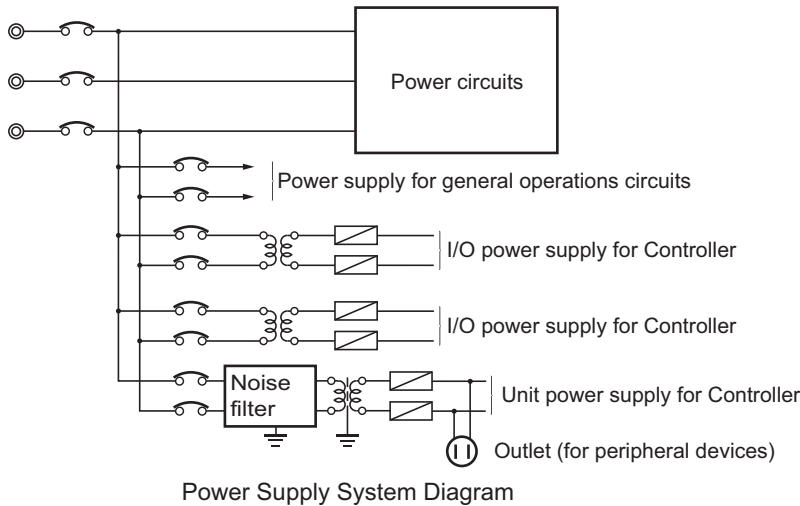 Power circuits
Power supply for general operations circuits
I/O power supply for Controller
I/O power supply for Controller
Noise
filter
Unit power supply for Controller
Outlet (for peripheral devices)
Power Supply System Diagram